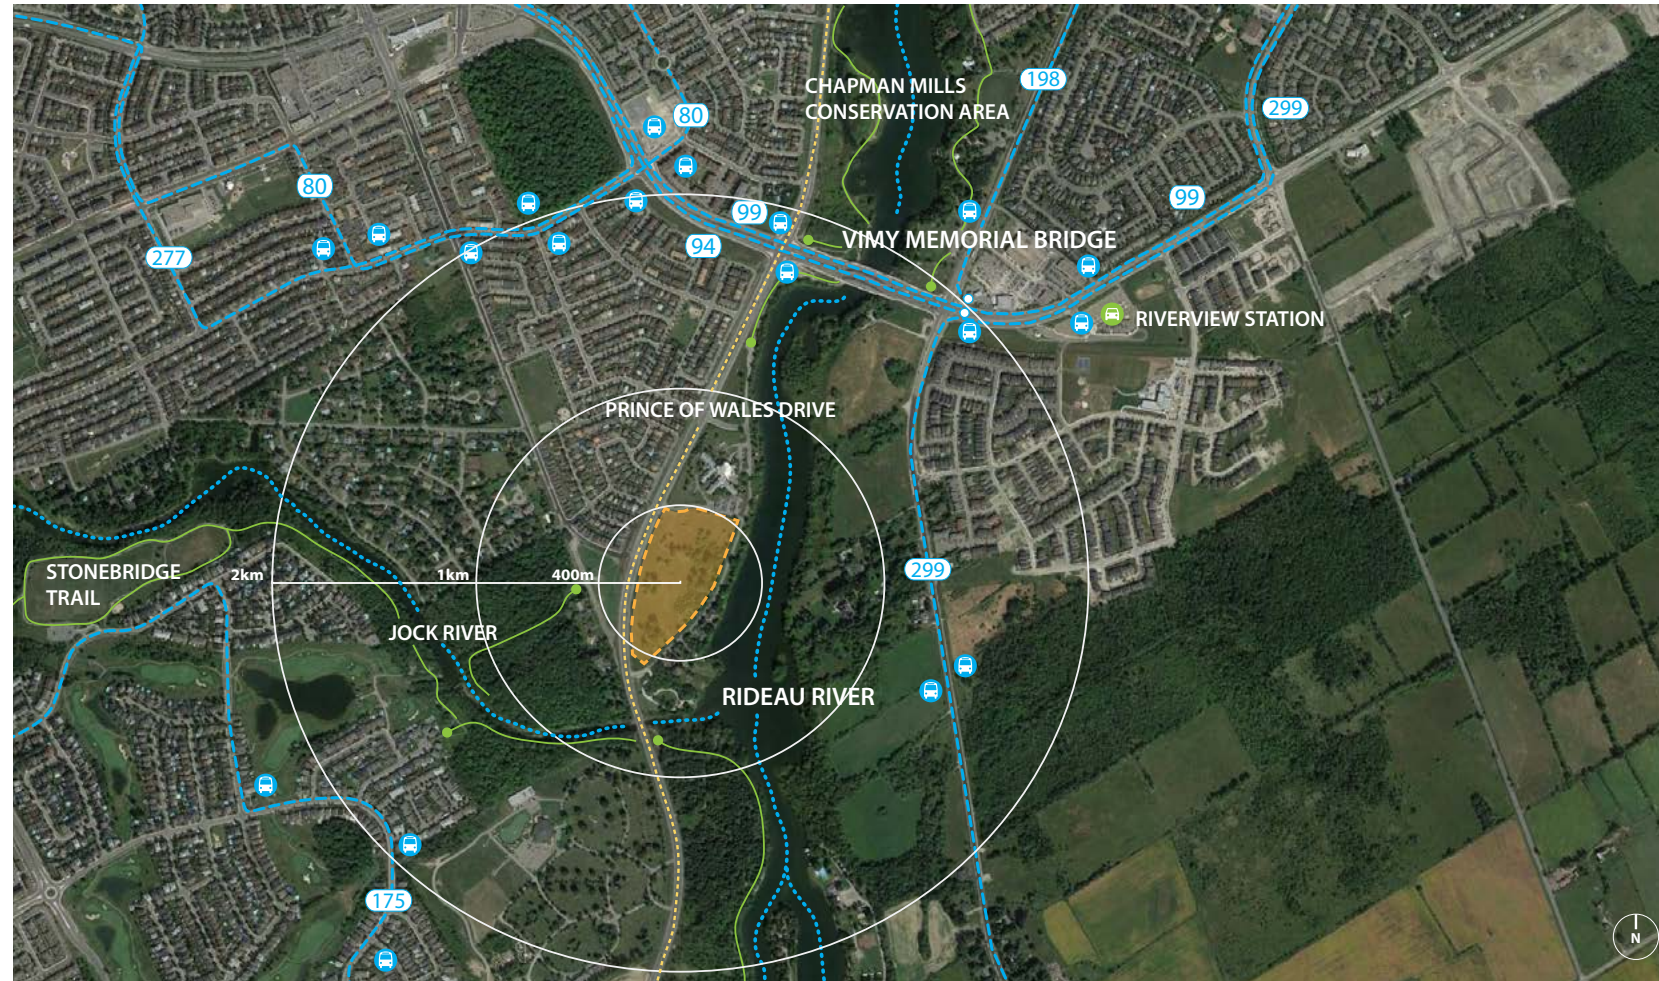 CHAPMAN MILLS
CONSERVATION AREA
198
299
80
80
99
99
94
VIMY MEMORIAL BRIDGE
277
RIVERVIEW STATION
PRINCE OF WALES DRIVE
STONEBRIDGE
TRAIL
2km
1km
400m
299
JOCK RIVER
RIDEAU RIVER
175
N